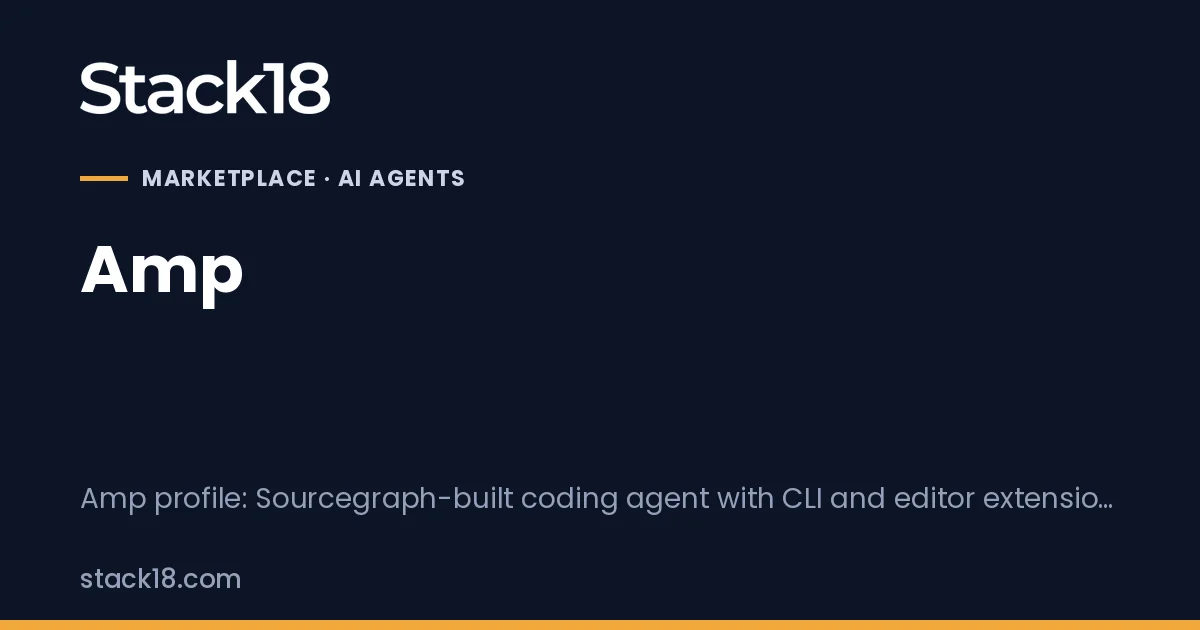 Stack18
MARKETPLACE · AI AGENTS
Amp
Amp profile: Sourcegraph-built coding agent with CLI and editor extensio...
stack18.com